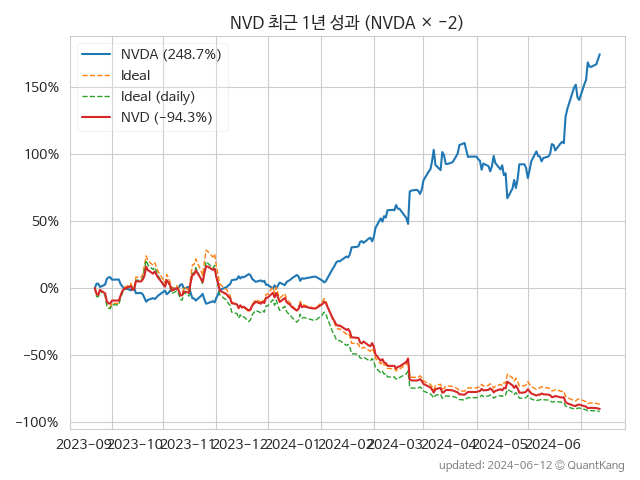 NVD 최근 1년 성과 (NVDA × −2)
NVDA (248.7%)
Ideal
Ideal (daily)
NVD (−94.3%)
150%
100%
50%
0%
−50%
−100%
2023-09 2023-10 2023-11 2023-12 2024-01 2024-02 2024-03 2024-04 2024-05 2024-06
updated: 2024-06-12 © QuantKang